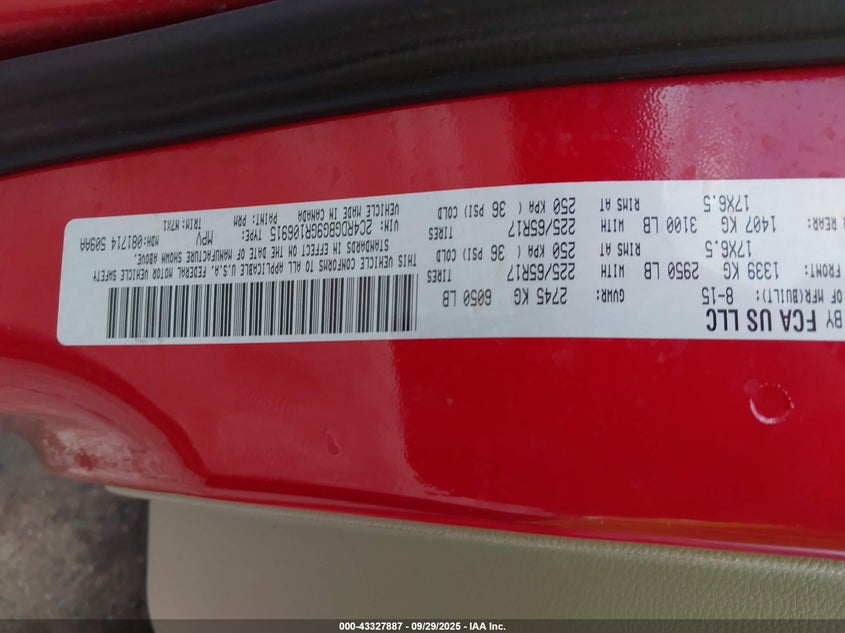 BY FCA US LLC
OF MFR(BUILT): 8-15 GVWR: 2745 KG 6050 LB
FRONT: 1339 KG 2950 LB WITH 225/65R17 TIRES
17X6.5 RIMS AT 250 KPA ( 36 PSI) COLD
REAR: 1407 KG 3100 LB WITH 225/65R17 TIRES
17X6.5 RIMS AT 250 KPA ( 36 PSI) COLD
THIS VEHICLE CONFORMS TO ALL APPLICABLE U.S.A. FEDERAL MOTOR VEHICLE SAFETY
STANDARDS IN EFFECT ON THE DATE OF MANUFACTURE SHOWN ABOVE.
VIN: 2C4RDGBG9GR106915 TYPE: MPV MDH:081714 509AA
VEHICLE MADE IN CANADA PAINT: PRM TRIM: N7X1
000-43327887 - 09/29/2025 - IAA Inc.